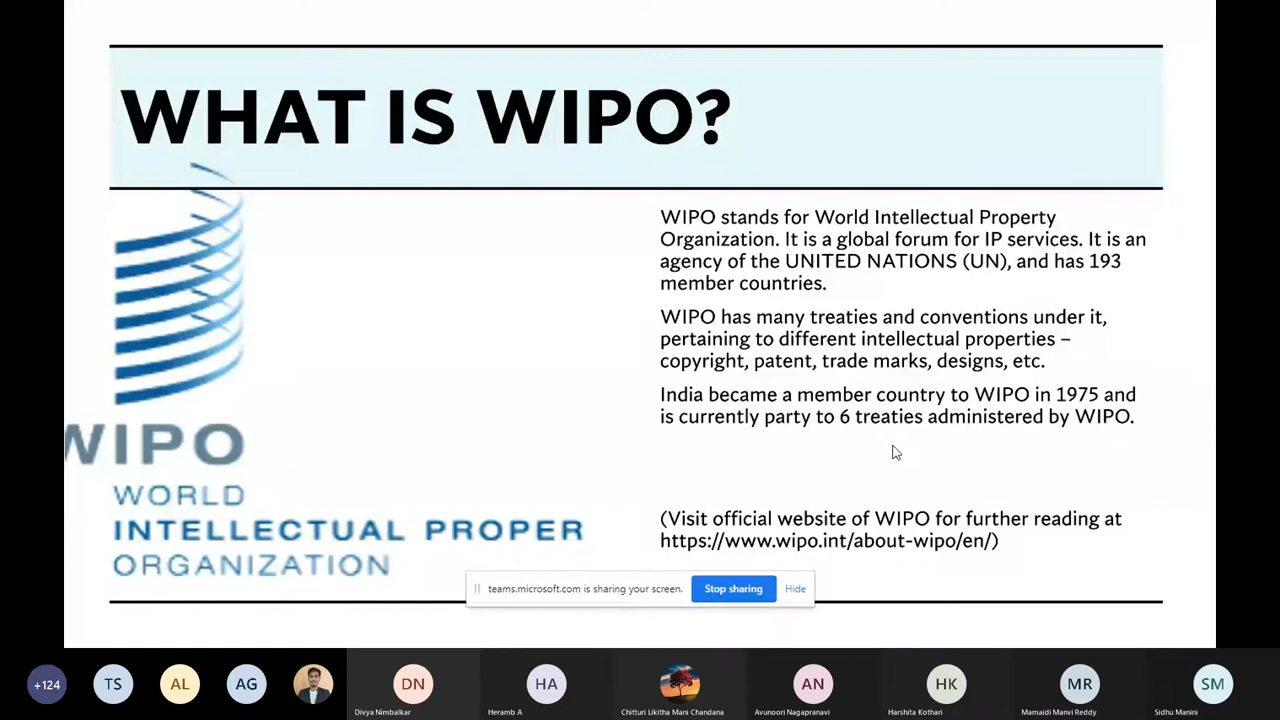 WHAT IS WIPO?
WIPO stands for World Intellectual Property
Organization. It is a global forum for IP services. It is an
agency of the UNITED NATIONS (UN), and has 193
member countries.
WIPO has many treaties and conventions under it,
pertaining to different intellectual properties –
copyright, patent, trade marks, designs, etc.
India became a member country to WIPO in 1975 and
is currently party to 6 treaties administered by WIPO.
(Visit official website of WIPO for further reading at
https://www.wipo.int/about-wipo/en/)
WIPO
WORLD
INTELLECTUAL PROPER
ORGANIZATION
teams.microsoft.com is sharing your screen. Stop sharing Hide
+124 TS AL AG DN HA AN HK MR SM
Divya Nimbalkar Heramb A Chitturi Likitha Mani Chandana Avunoori Nagapranavi Harshita Kothari Mamaidi Manvi Reddy Sidhu Manini